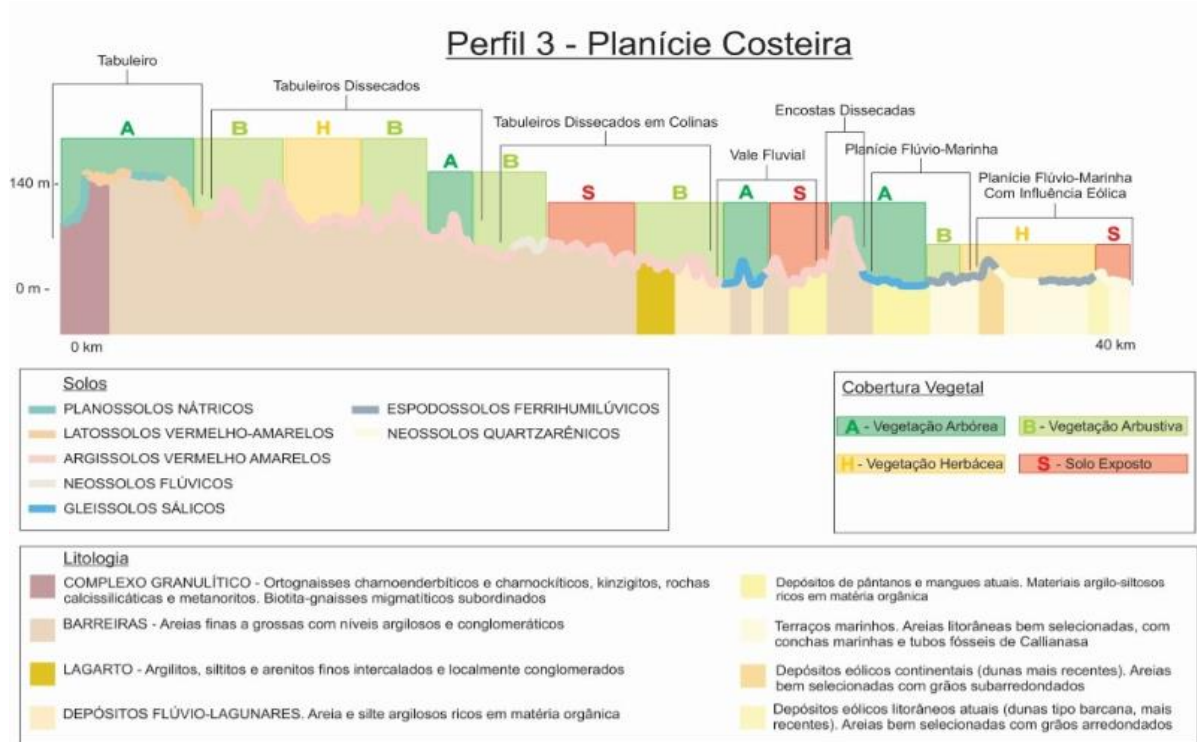 Perfil 3 - Planície Costeira
Tabuleiro
Tabuleiros Dissecados
Tabuleiros Dissecados em Colinas
Encostas Dissecadas
Vale Fluvial
Planície Flúvio-Marinha
Planície Flúvio-Marinha
Com Influência Eólica
A
B
H
B
A
B
S
B
A
S
A
B
H
S
140 m -
0 m -
0 km
40 km
Solos
PLANOSSOLOS NÁTRICOS
LATOSSOLOS VERMELHO-AMARELOS
ARGISSOLOS VERMELHO AMARELOS
NEOSSOLOS FLÚVICOS
GLEISSOLOS SÁLICOS
ESPODOSSOLOS FERRIHUMILÚVICOS
NEOSSOLOS QUARTZARÊNICOS
Cobertura Vegetal
A - Vegetação Arbórea
B - Vegetação Arbustiva
H - Vegetação Herbácea
S - Solo Exposto
Litologia
COMPLEXO GRANULÍTICO - Ortognaisses charnoenderbíticos e charnockíticos, kinzigitos, rochas
calcissilicáticas e metanoritos. Biotita-gnaisses migmatíticos subordinados
BARREIRAS - Areias finas a grossas com níveis argilosos e conglomeráticos
LAGARTO - Argilitos, siltitos e arenitos finos intercalados e localmente conglomerados
DEPÓSITOS FLÚVIO-LAGUNARES. Areia e silte argilosos ricos em matéria orgânica
Depósitos de pântanos e mangues atuais. Materiais argilo-siltosos
ricos em matéria orgânica
Terraços marinhos. Areias litorâneas bem selecionadas, com
conchas marinhas e tubos fósseis de Callianasa
Depósitos eólicos continentais (dunas mais recentes). Areias
bem selecionadas com grãos subarredondados
Depósitos eólicos litorâneos atuais (dunas tipo barcana, mais
recentes). Areias bem selecionadas com grãos arredondados